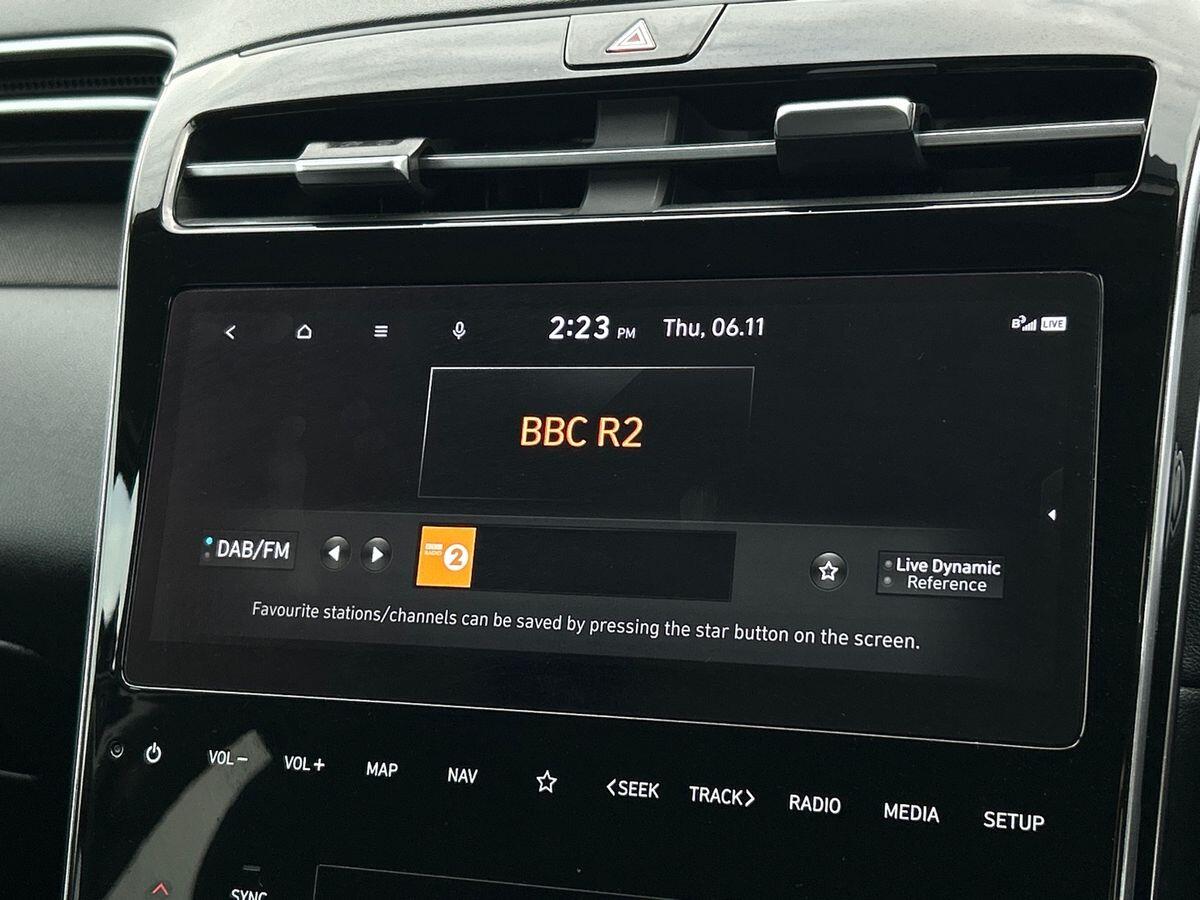 2:23 PM Thu, 06.11
LIVE
BBC R2
DAB/FM
BBC
RADIO
2
Live Dynamic
Reference
Favourite stations/channels can be saved by pressing the star button on the screen.
VOL− VOL+ MAP NAV <SEEK TRACK> RADIO MEDIA SETUP
SYNC